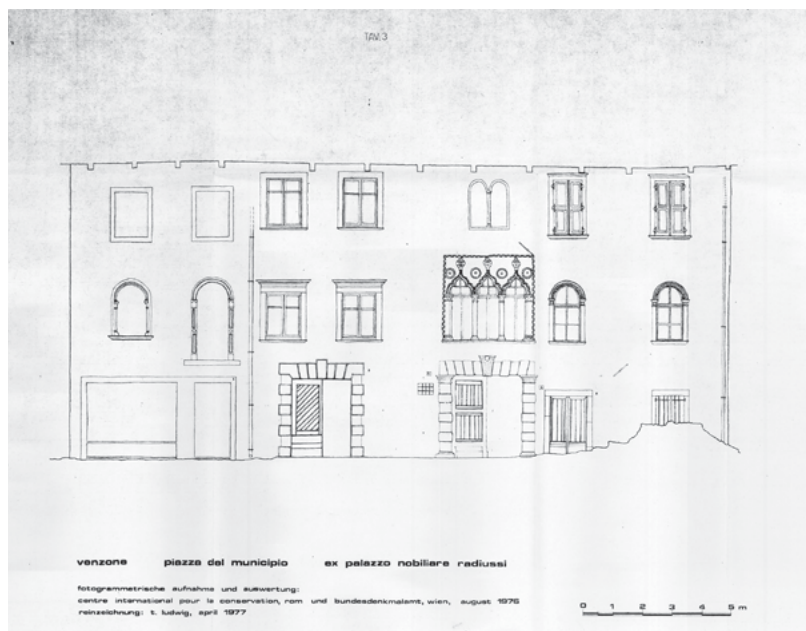 TAV. 3
venzone piazza del municipio ex palazzo nobiliare radiussi
fotogrammetrische aufnahme und auswertung:
centre international pour la conservation, rom und bundesdenkmalamt, wien, august 1976
reinzeichnung: t. ludwig, april 1977
0 1 2 3 4 5 m